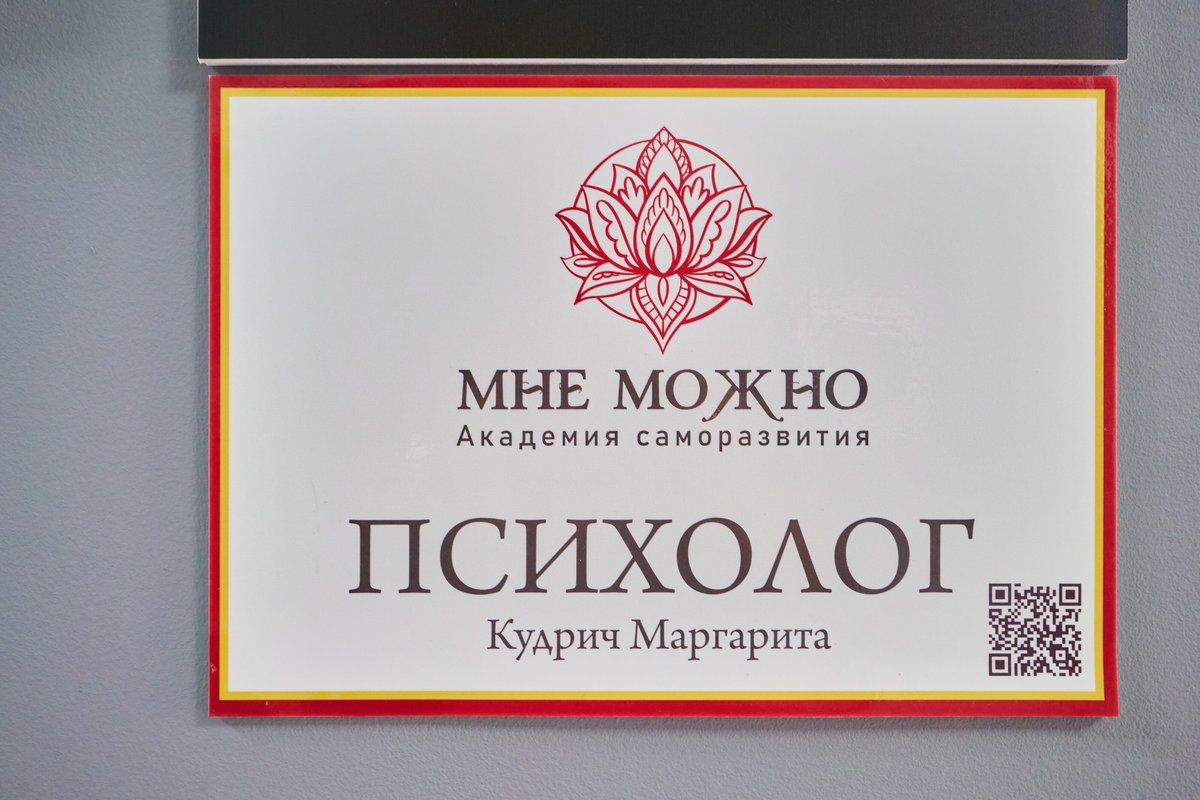 МНЕ МОЖНО
Академия саморазвития
ПСИХОЛОГ
Кудрич Маргарита